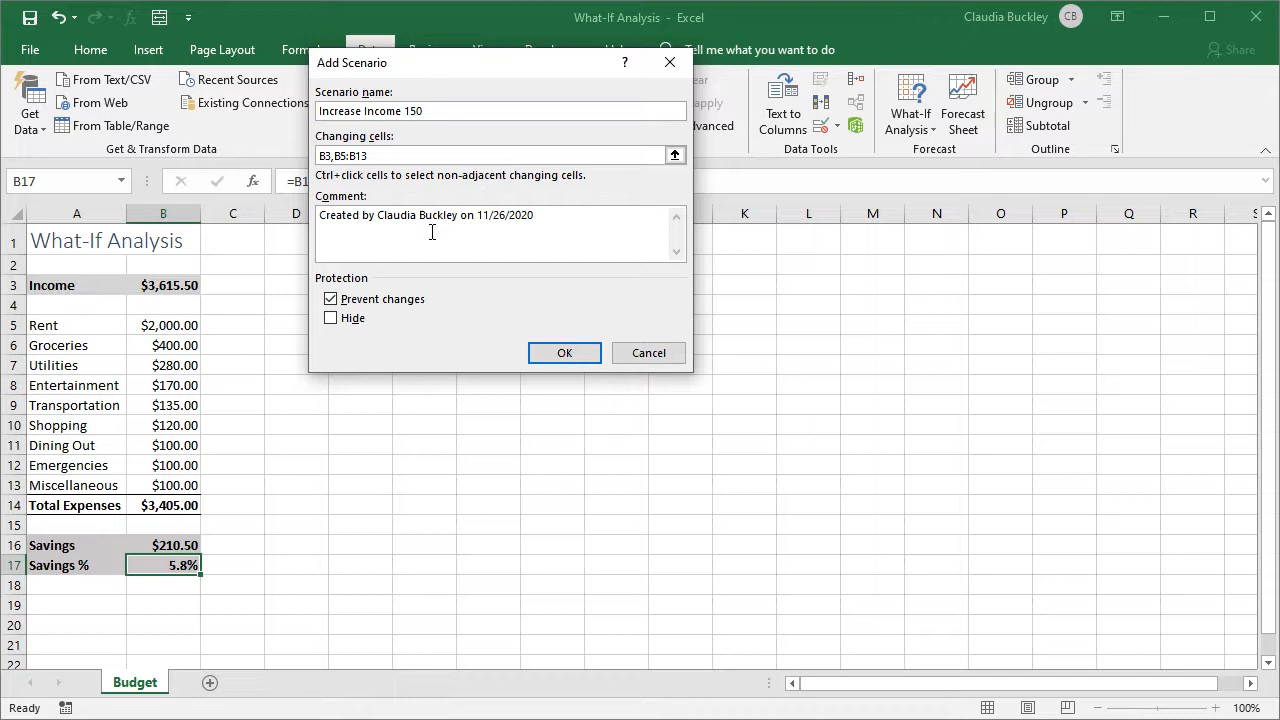 What-If Analysis - Excel
Claudia Buckley CB
File Home Insert Page Layout Tell me what you want to do Share
Get Data
From Text/CSV
From Web
From Table/Range
Recent Sources
Existing Connections
Get & Transform Data
Text to Columns
Data Tools
What-If Analysis
Forecast Sheet
Forecast
Group
Ungroup
Subtotal
Outline
Add Scenario ?
Scenario name:
Increase Income 150
Changing cells:
B3,B5:B13
Ctrl+click cells to select non-adjacent changing cells.
Comment:
Created by Claudia Buckley on 11/26/2020
Protection
Prevent changes
Hide
OK Cancel
B17 fx
A B C D K L M N O P Q R
1 What-If Analysis
2
3 Income $3,615.50
4
5 Rent $2,000.00
6 Groceries $400.00
7 Utilities $280.00
8 Entertainment $170.00
9 Transportation $135.00
10 Shopping $120.00
11 Dining Out $100.00
12 Emergencies $100.00
13 Miscellaneous $100.00
14 Total Expenses $3,405.00
15
16 Savings $210.50
17 Savings % 5.8%
18
19
20
21
22
Budget
Ready 100%